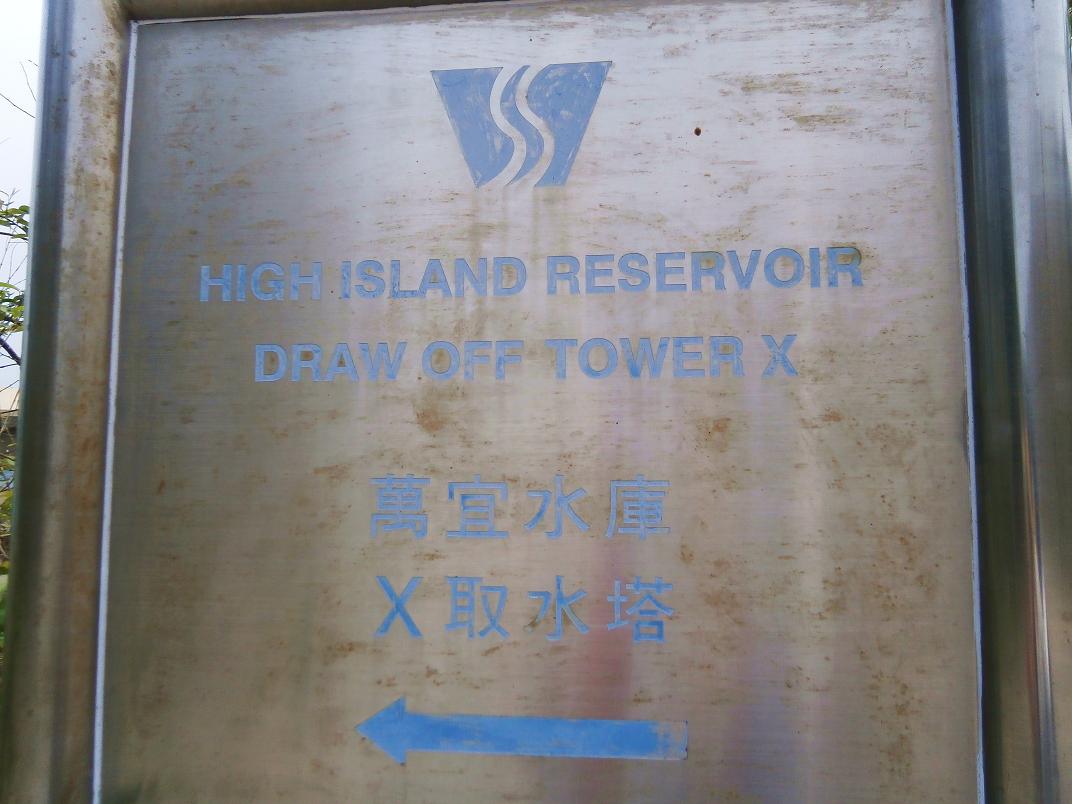 HIGH ISLAND RESERVOIR
DRAW OFF TOWER X
萬宜水庫
X取水塔